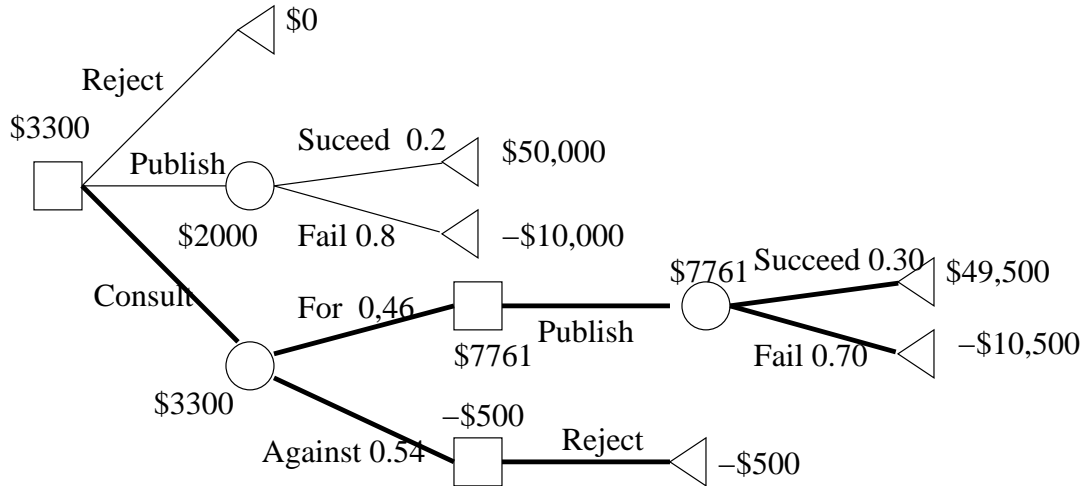 $0
Reject
$3300
Suceed 0.2
$50,000
Publish
$2000
Fail 0.8
–$10,000
Consult
For 0,46
$7761
Succeed 0.30
$49,500
Publish
$7761
Fail 0.70
–$10,500
$3300
–$500
Against 0.54
Reject
–$500